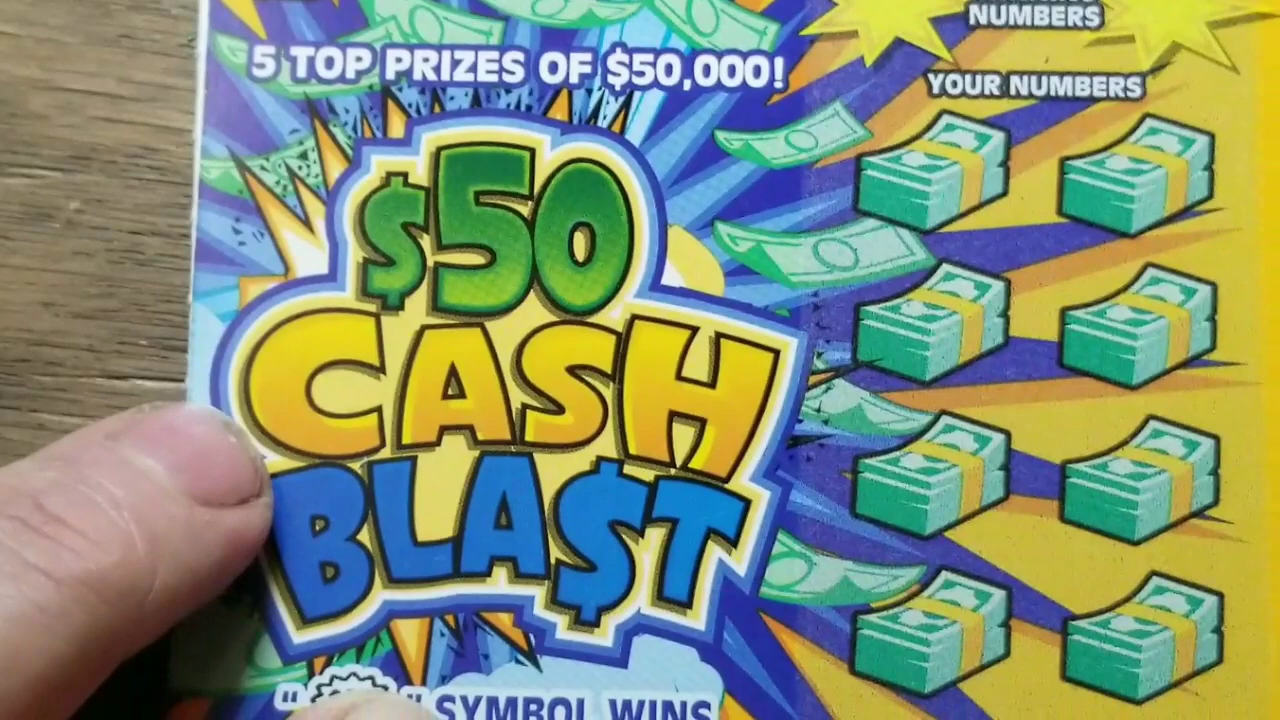 5 TOP PRIZES OF $50,000!
$50
CASH
BLA$T
" " SYMBOL WINS
NUMBERS
YOUR NUMBERS